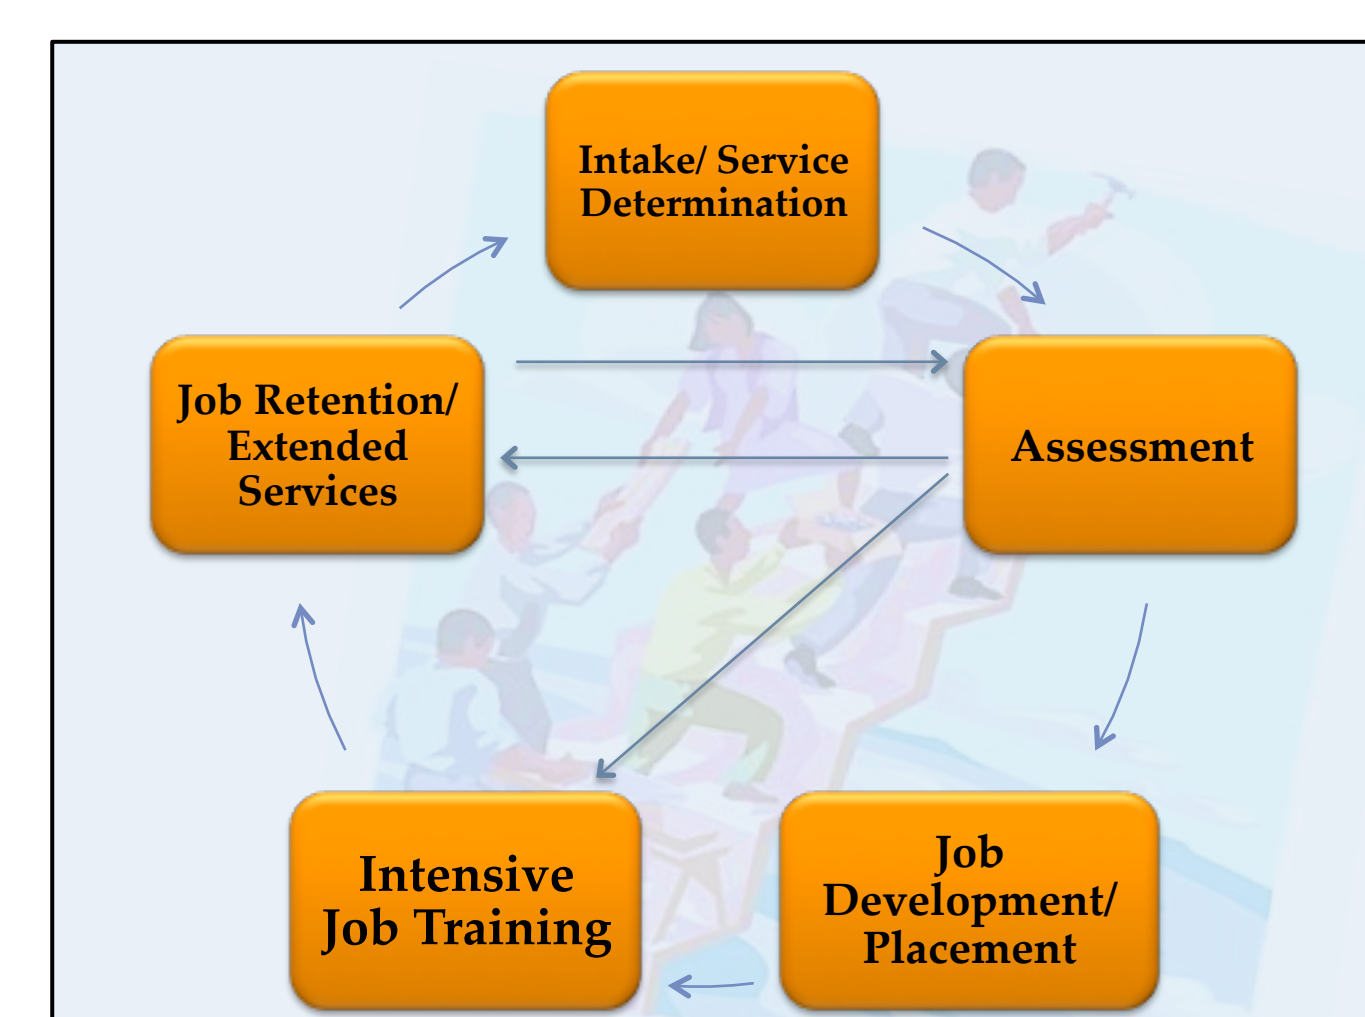 Intake/ Service
Determination
Job Retention/
Extended
Services
Assessment
Intensive
Job Training
Job
Development/
Placement